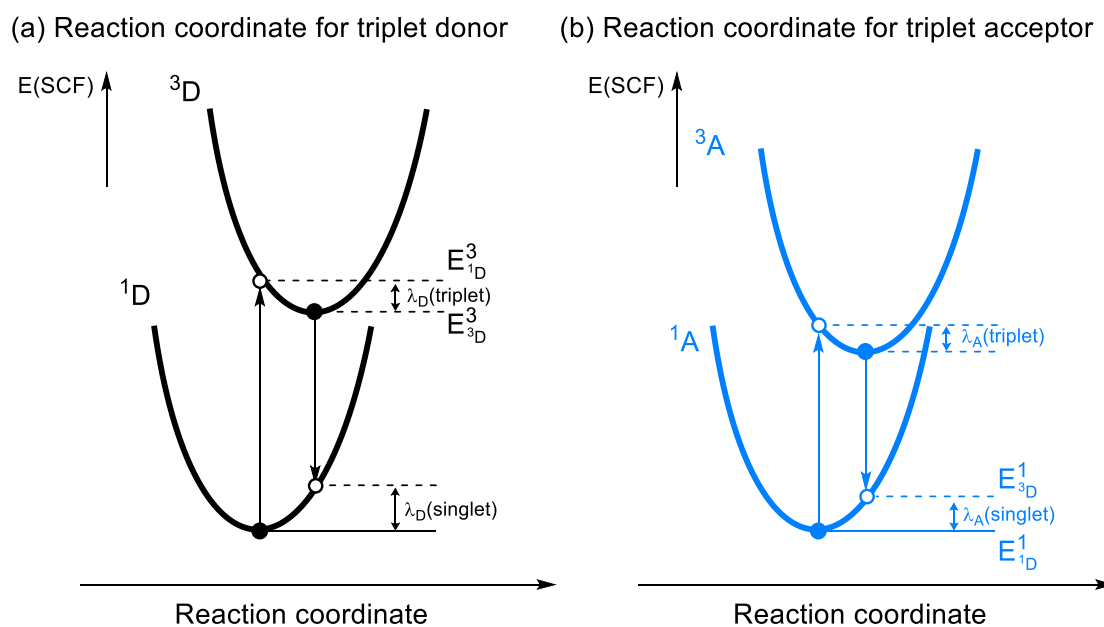 (a) Reaction coordinate for triplet donor
E(SCF)
³D
¹D
E³₁D
λD(triplet)
E³₃D
λD(singlet)
Reaction coordinate
(b) Reaction coordinate for triplet acceptor
E(SCF)
³A
¹A
λA(triplet)
E¹₃D
λA(singlet)
E¹₁D
Reaction coordinate